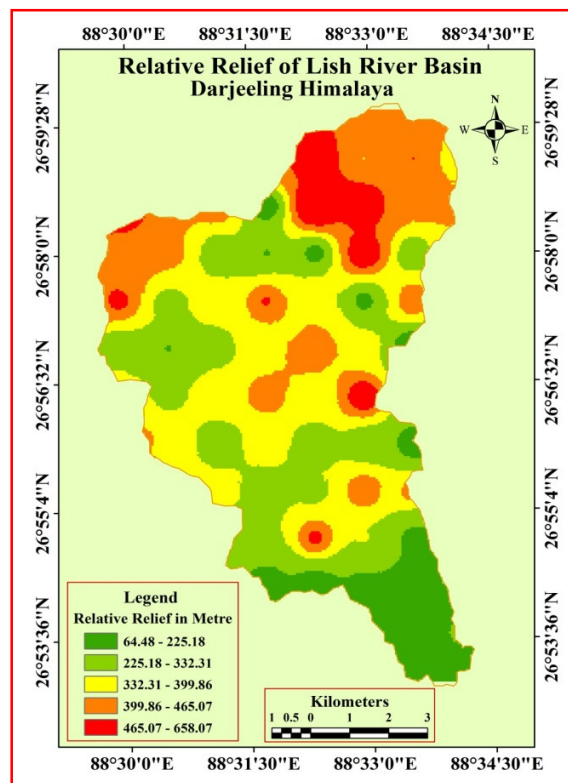 88°30'0"E 88°31'30"E 88°33'0"E 88°34'30"E
Relative Relief of Lish River Basin
Darjeeling Himalaya
N
W E
S
26°59'28"N 26°59'28"N
26°58'0"N 26°58'0"N
26°56'32"N 26°56'32"N
26°55'4"N 26°55'4"N
26°53'36"N 26°53'36"N
Legend
Relative Relief in Metre
64.48 - 225.18
225.18 - 332.31
332.31 - 399.86
399.86 - 465.07
465.07 - 658.07
Kilometers
1 0.5 0 1 2 3
88°30'0"E 88°31'30"E 88°33'0"E 88°34'30"E